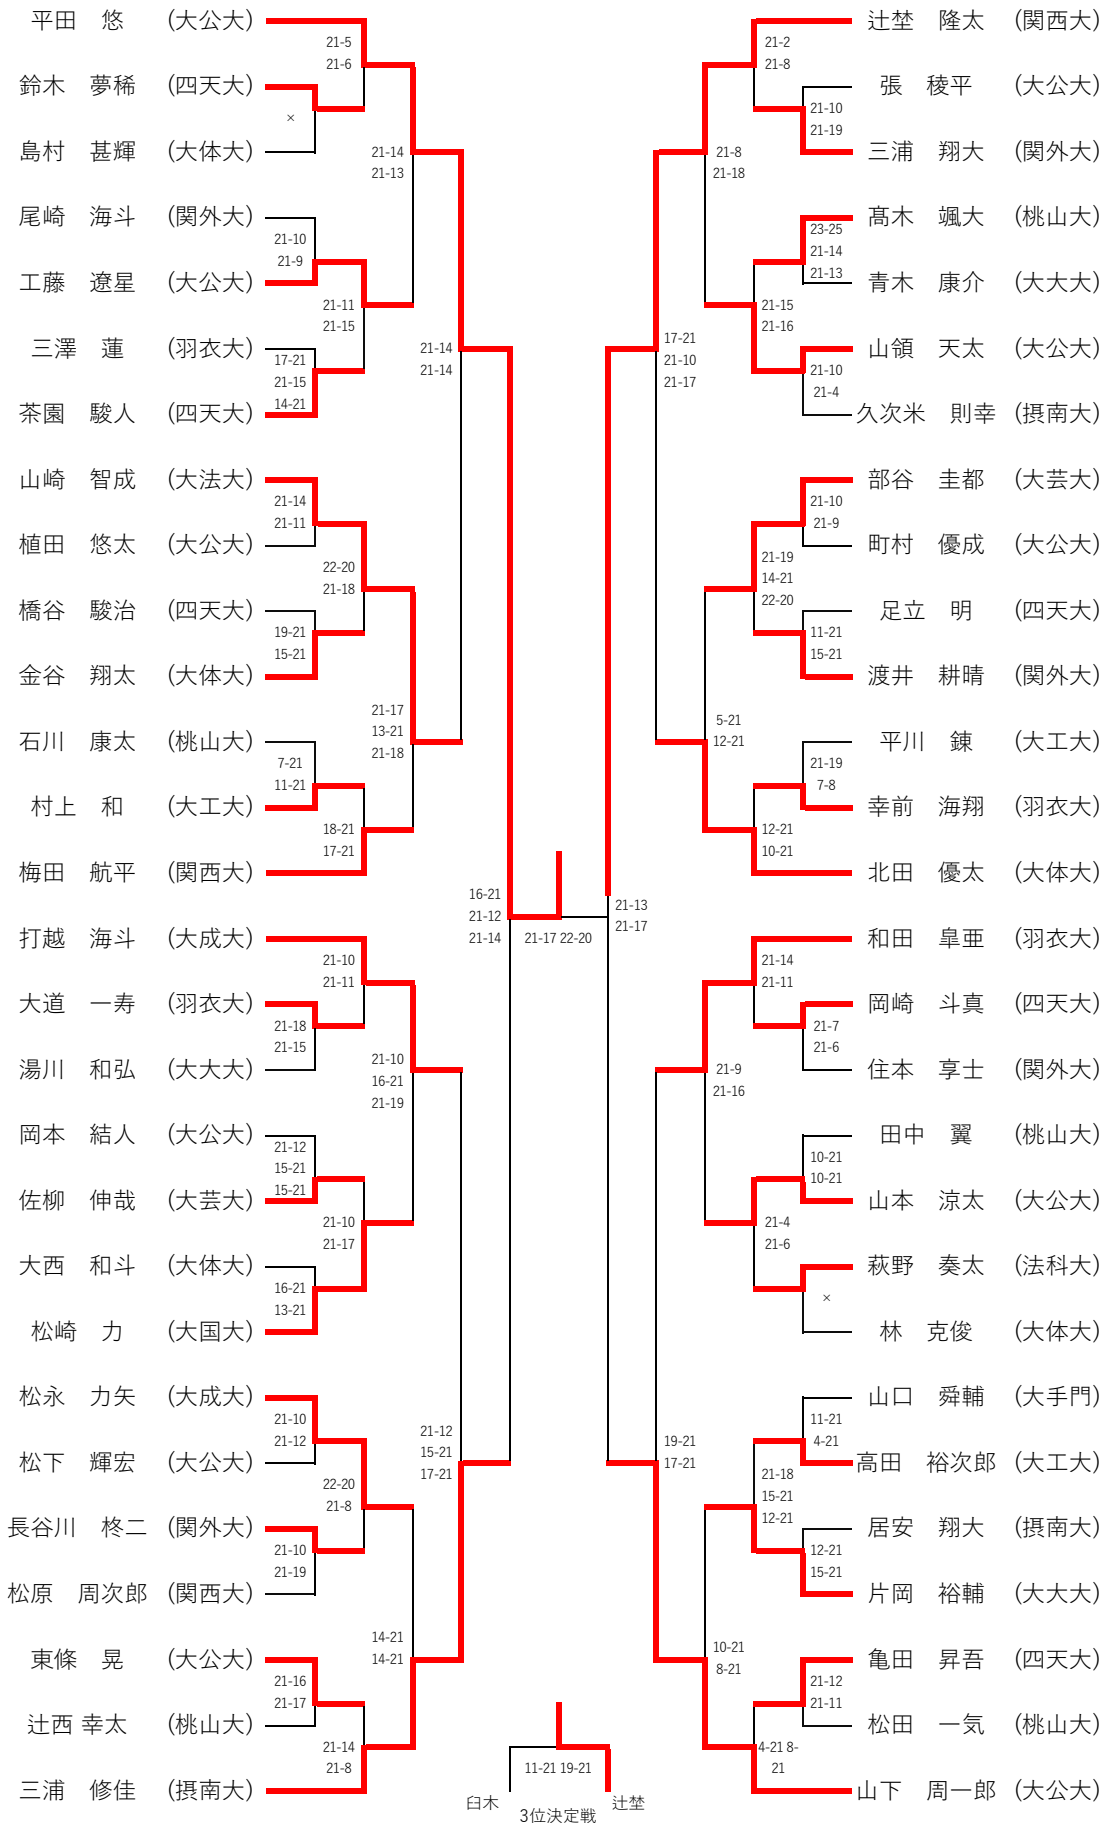 平田　悠　（大公大）
21-5
21-6
鈴木　夢稀　（四天大）
×
島村　甚輝　（大体大）
21-14
21-13
尾崎　海斗　（関外大）
21-10
21-9
工藤　遼星　（大公大）
21-11
21-15
三澤　蓮　（羽衣大）
17-21
21-15
14-21
茶園　駿人　（四天大）
21-14
21-14
山崎　智成　（大法大）
21-14
21-11
植田　悠太　（大公大）
22-20
21-18
橋谷　駿治　（四天大）
19-21
15-21
金谷　翔太　（大体大）
21-17
13-21
21-18
石川　康太　（桃山大）
7-21
11-21
村上　和　（大工大）
18-21
17-21
梅田　航平　（関西大）
16-21
21-12
21-14
打越　海斗　（大成大）
21-10
21-11
大道　一寿　（羽衣大）
21-18
21-15
湯川　和弘　（大大大）
21-10
16-21
21-19
岡本　結人　（大公大）
21-12
15-21
15-21
佐柳　伸哉　（大芸大）
21-10
21-17
大西　和斗　（大体大）
16-21
13-21
松崎　力　（大国大）
松永　力矢　（大成大）
21-10
21-12
松下　輝宏　（大公大）
21-12
15-21
17-21
22-20
21-8
長谷川　柊二　（関外大）
21-10
21-19
松原　周次郎　（関西大）
14-21
14-21
東條　晃　（大公大）
21-16
21-17
辻西 幸太　（桃山大）
21-14
21-8
三浦　修佳　（摂南大）
21-17 22-20
辻埜　隆太　（関西大）
21-2
21-8
張　稜平　（大公大）
21-10
21-19
三浦　翔大　（関外大）
21-8
21-18
髙木　颯大　（桃山大）
23-25
21-14
21-13
青木　康介　（大大大）
21-15
21-16
山領　天太　（大公大）
21-10
21-4
久次米　則幸　（摂南大）
17-21
21-10
21-17
部谷　圭都　（大芸大）
21-10
21-9
町村　優成　（大公大）
21-19
14-21
22-20
足立　明　（四天大）
11-21
15-21
渡井　耕晴　（関外大）
5-21
12-21
平川　錬　（大工大）
21-19
7-8
幸前　海翔　（羽衣大）
12-21
10-21
北田　優太　（大体大）
21-13
21-17
和田　皐亜　（羽衣大）
21-14
21-11
岡崎　斗真　（四天大）
21-7
21-6
住本　享士　（関外大）
21-9
21-16
田中　翼　（桃山大）
10-21
10-21
山本　涼太　（大公大）
21-4
21-6
萩野　奏太　（法科大）
×
林　克俊　（大体大）
山口　舜輔　（大手門）
11-21
4-21
高田　裕次郎　（大工大）
19-21
17-21
21-18
15-21
12-21
居安　翔大　（摂南大）
12-21
15-21
片岡　裕輔　（大大大）
10-21
8-21
亀田　昇吾　（四天大）
21-12
21-11
松田　一気　（桃山大）
4-21 8-
21
山下　周一郎　（大公大）
11-21 19-21
臼木　3位決定戦　辻埜